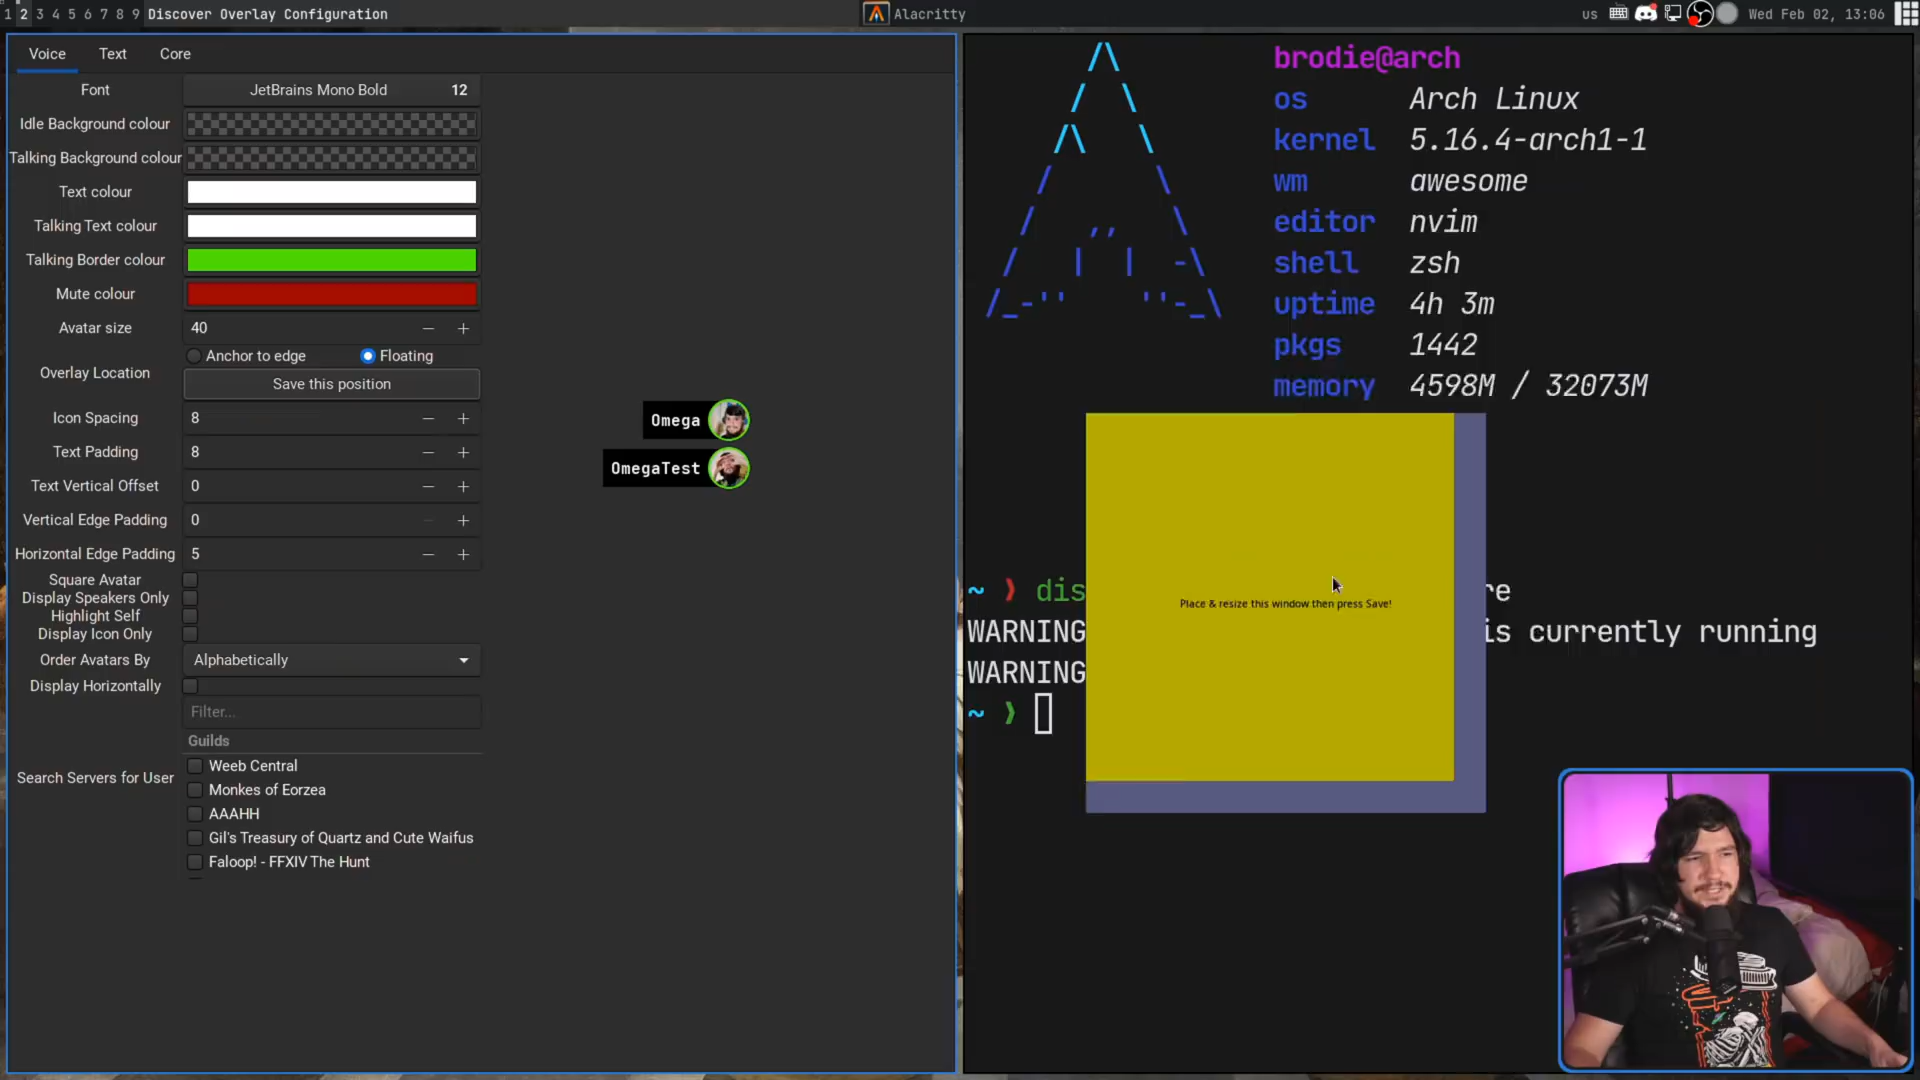 1 2 3 4 5 6 7 8 9 Discover Overlay Configuration
Alacritty
us
Wed Feb 02, 13:06
Voice Text Core
Font JetBrains Mono Bold 12
Idle Background colour
Talking Background colour
Text colour
Talking Text colour
Talking Border colour
Mute colour
Avatar size 40 − +
Overlay Location
Anchor to edge Floating
Save this position
Icon Spacing 8 − +
Text Padding 8 − +
Text Vertical Offset 0 − +
Vertical Edge Padding 0 − +
Horizontal Edge Padding 5 − +
Square Avatar
Display Speakers Only
Highlight Self
Display Icon Only
Order Avatars By Alphabetically
Display Horizontally
Filter...
Guilds
Search Servers for User
Weeb Central
Monkes of Eorzea
AAAHH
Gil's Treasury of Quartz and Cute Waifus
Faloop! - FFXIV The Hunt
Omega
OmegaTest
/\
/ \
/\ \
/ \
/ ,, \
/ | | -\
/_-'' ''-_\
brodie@arch
os Arch Linux
kernel 5.16.4-arch1-1
wm awesome
editor nvim
shell zsh
uptime 4h 3m
pkgs 1442
memory 4598M / 32073M
~ ❯ dis re
WARNING is currently running
WARNING
~ ❯
Place & resize this window then press Save!